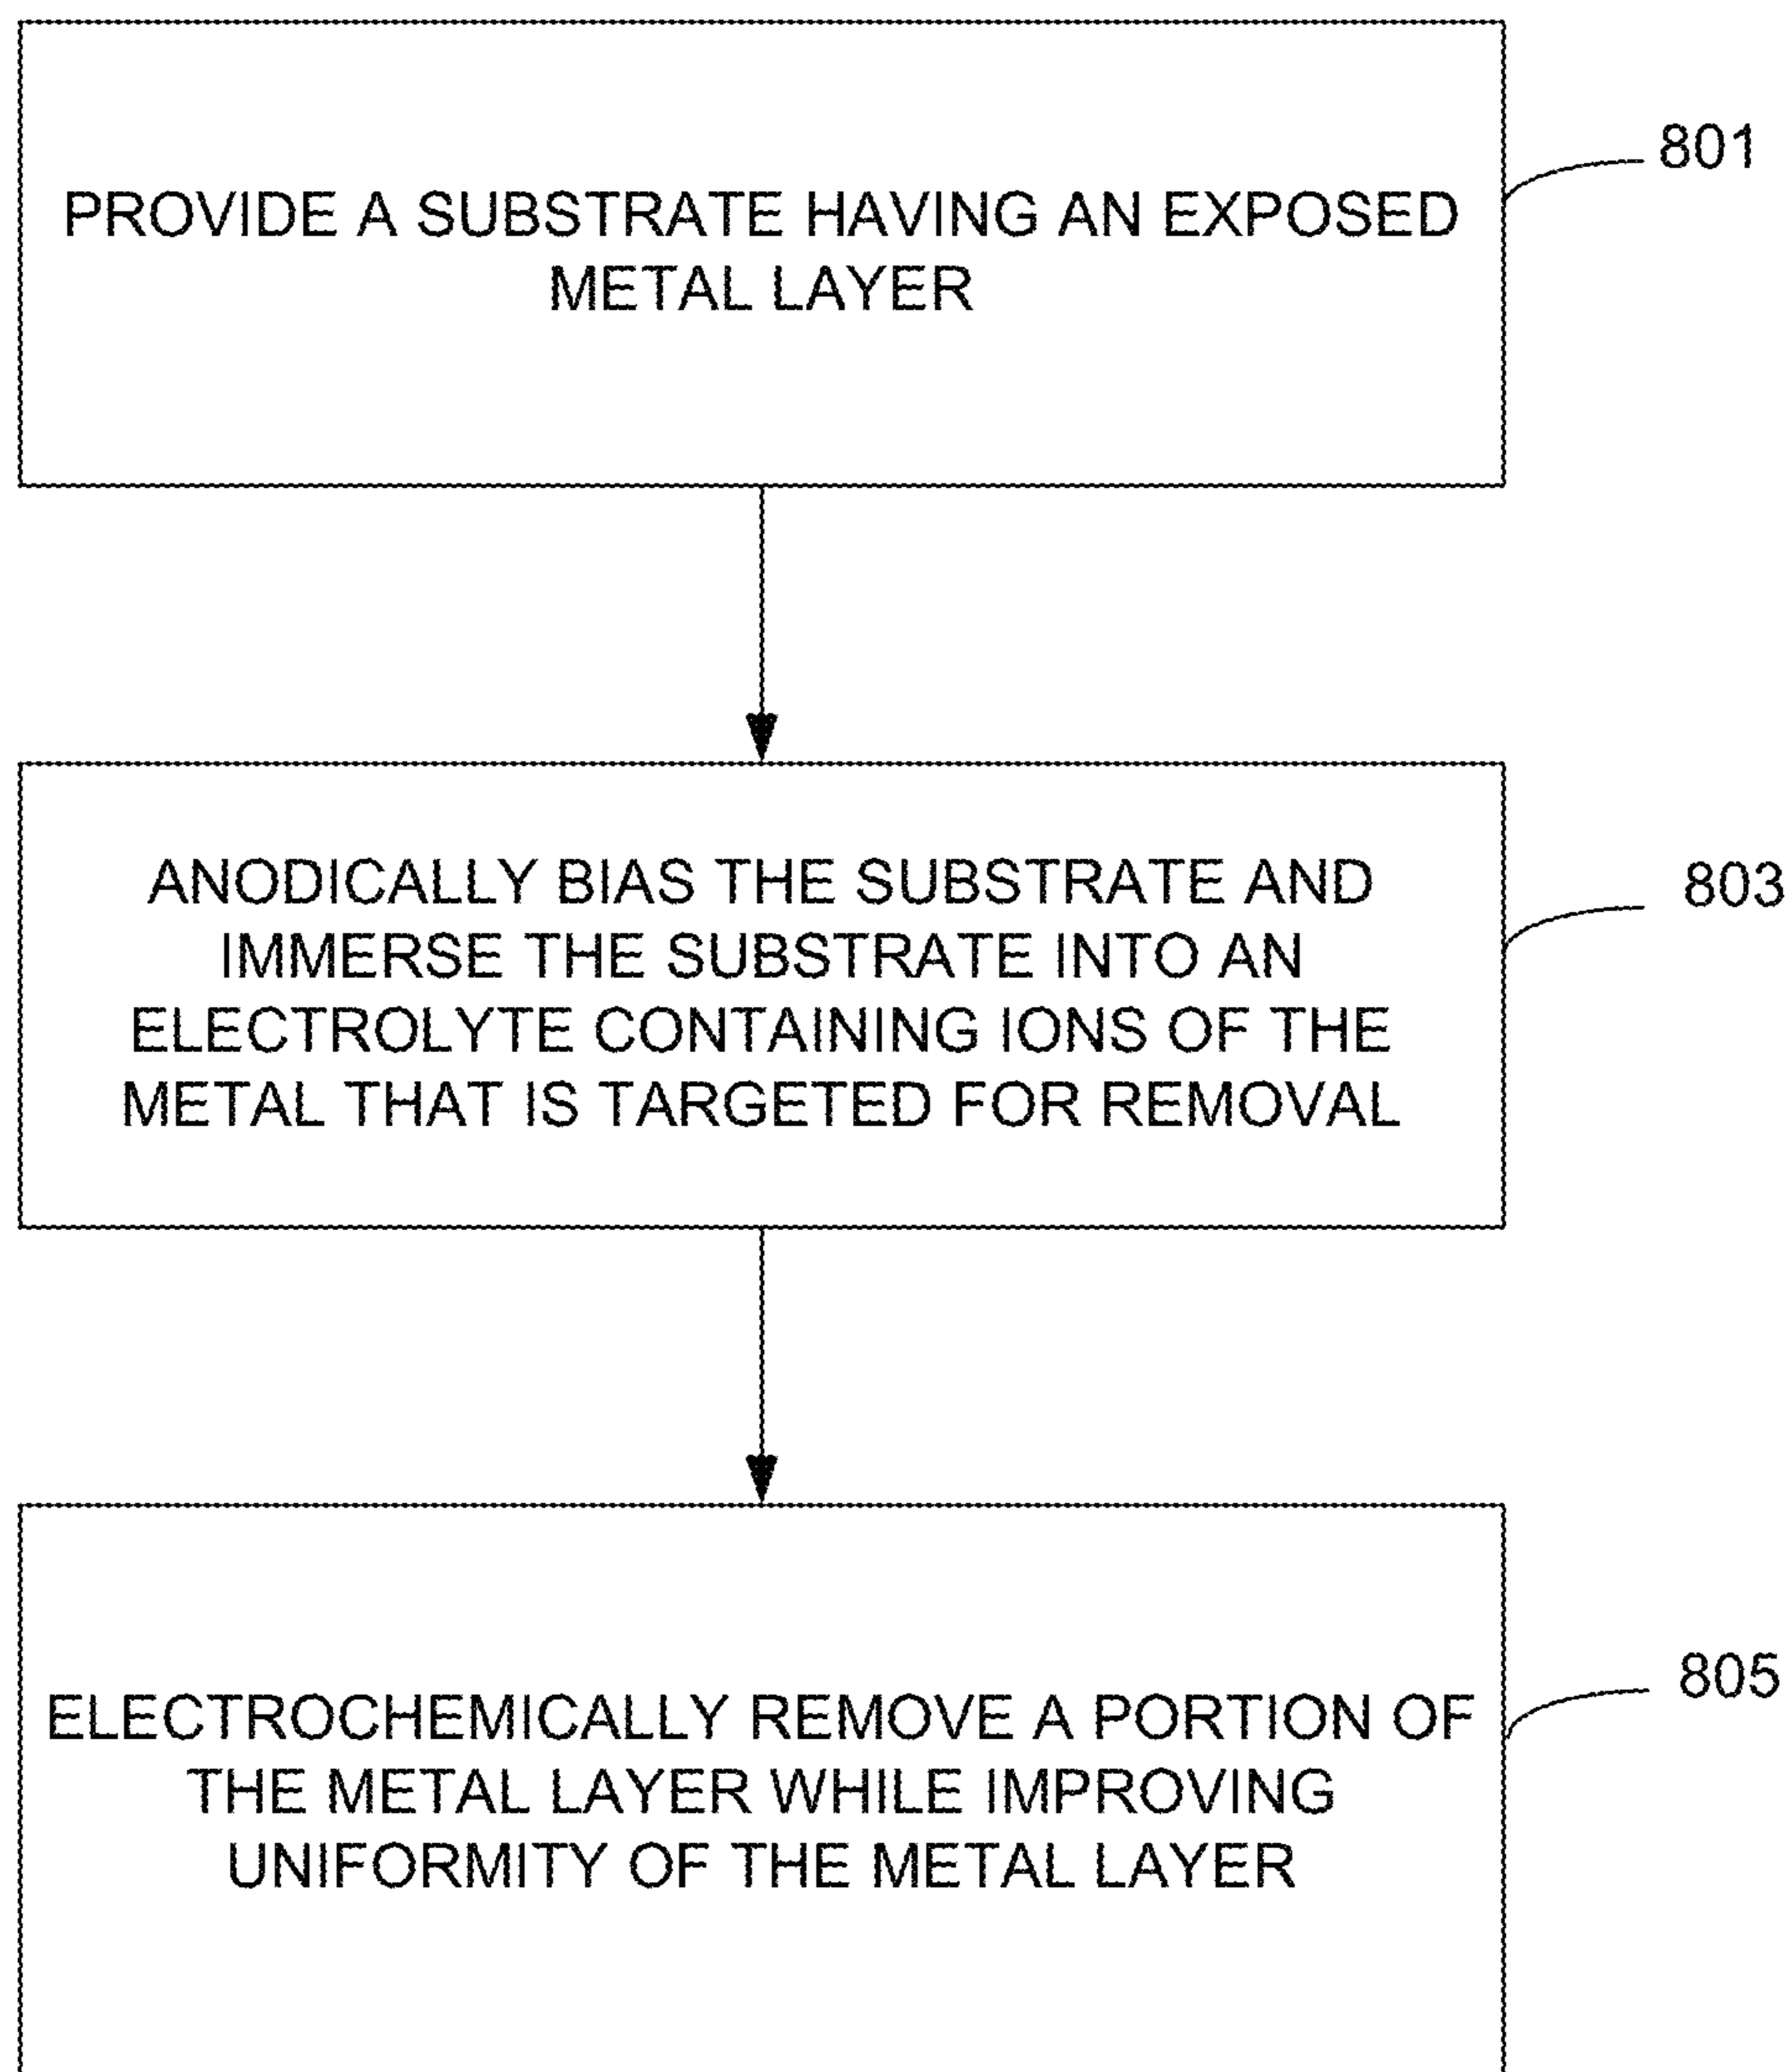 PROVIDE A SUBSTRATE HAVING AN EXPOSED
METAL LAYER
801
ANODICALLY BIAS THE SUBSTRATE AND
IMMERSE THE SUBSTRATE INTO AN
ELECTROLYTE CONTAINING IONS OF THE
METAL THAT IS TARGETED FOR REMOVAL
803
ELECTROCHEMICALLY REMOVE A PORTION OF
THE METAL LAYER WHILE IMPROVING
UNIFORMITY OF THE METAL LAYER
805